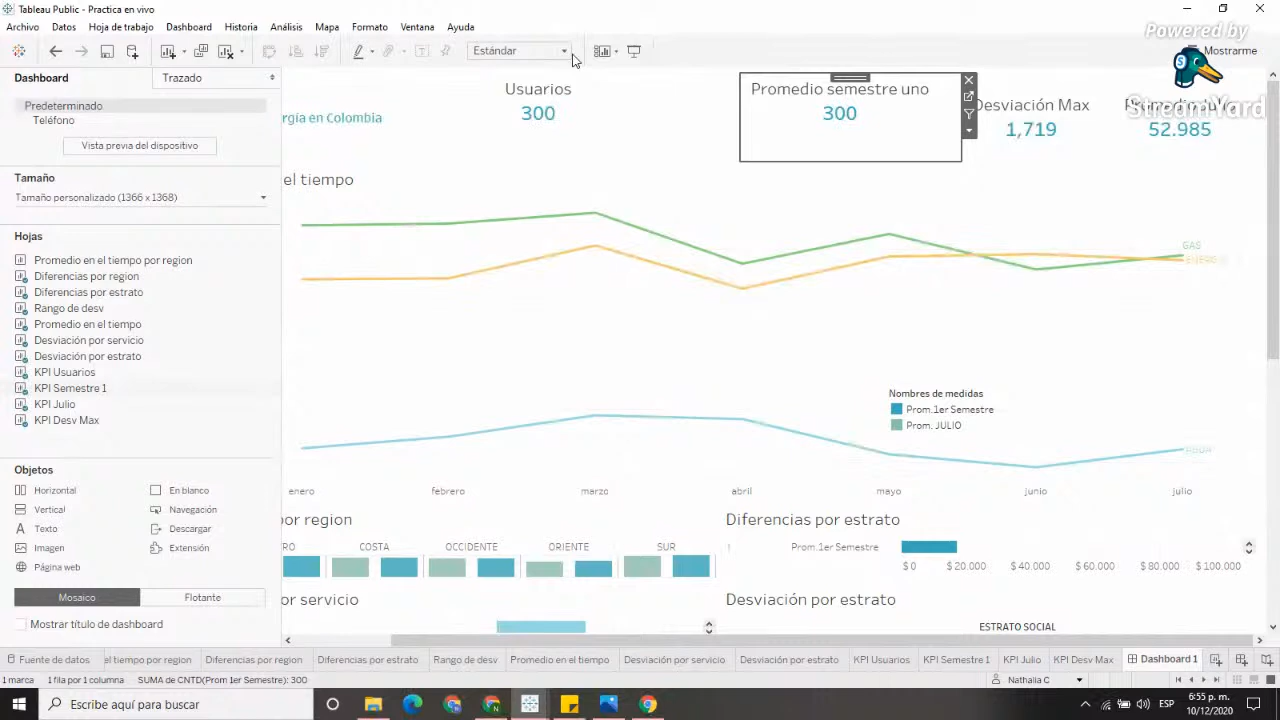 Tableau Public - Practica en vivo
Archivo Datos Hoja de trabajo Dashboard Historia Análisis Mapa Formato Ventana Ayuda
Estándar
Mostrarme
Powered by
StreamYard
Dashboard Trazado
Predeterminado
Teléfono
Vista previa del dispositivo
Tamaño
Tamaño personalizado (1366 x 1368)
Hojas
Promedio en el tiempo por region
Diferencias por region
Diferencias por estrato
Rango de desv
Promedio en el tiempo
Desviación por servicio
Desviación por estrato
KPI Usuarios
KPI Semestre 1
KPI Julio
KPI Desv Max
Objetos
Horizontal En blanco
Vertical Navegación
Texto Descargar
Imagen Extensión
Página web
Mosaico Flotante
Mostrar título de dashboard
rgía en Colombia
Usuarios
300
Promedio semestre uno
300
Desviación Max
1,719
52.985
el tiempo
GAS
Nombres de medidas
Prom.1er Semestre
Prom. JULIO
enero febrero marzo abril mayo junio julio
por region
RO COSTA OCCIDENTE ORIENTE SUR
Diferencias por estrato
Prom.1er Semestre
$ 0 $ 20.000 $ 40.000 $ 60.000 $ 80.000 $ 100.000
or servicio
Desviación por estrato
ESTRATO SOCIAL
Fuente de datos el tiempo por region Diferencias por region Diferencias por estrato Rango de desv Promedio en el tiempo Desviación por servicio Desviación por estrato KPI Usuarios KPI Semestre 1 KPI Julio KPI Desv Max Dashboard 1
1 marca 1 fila por 1 columna SUMA de CNTD(Prom 1er Semestre): 300 Nathalia C
Escribe aquí para buscar
ESP
6:55 p. m.
10/12/2020